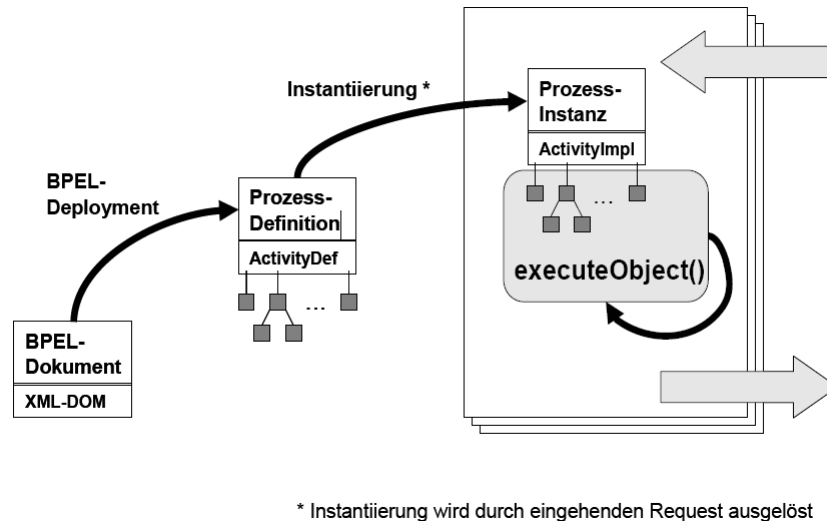 Instantiierung *
Prozess-
Instanz
ActivityImpl
...
executeObject()
BPEL-
Deployment
Prozess-
Definition
ActivityDef
...
BPEL-
Dokument
XML-DOM
* Instantiierung wird durch eingehenden Request ausgelöst